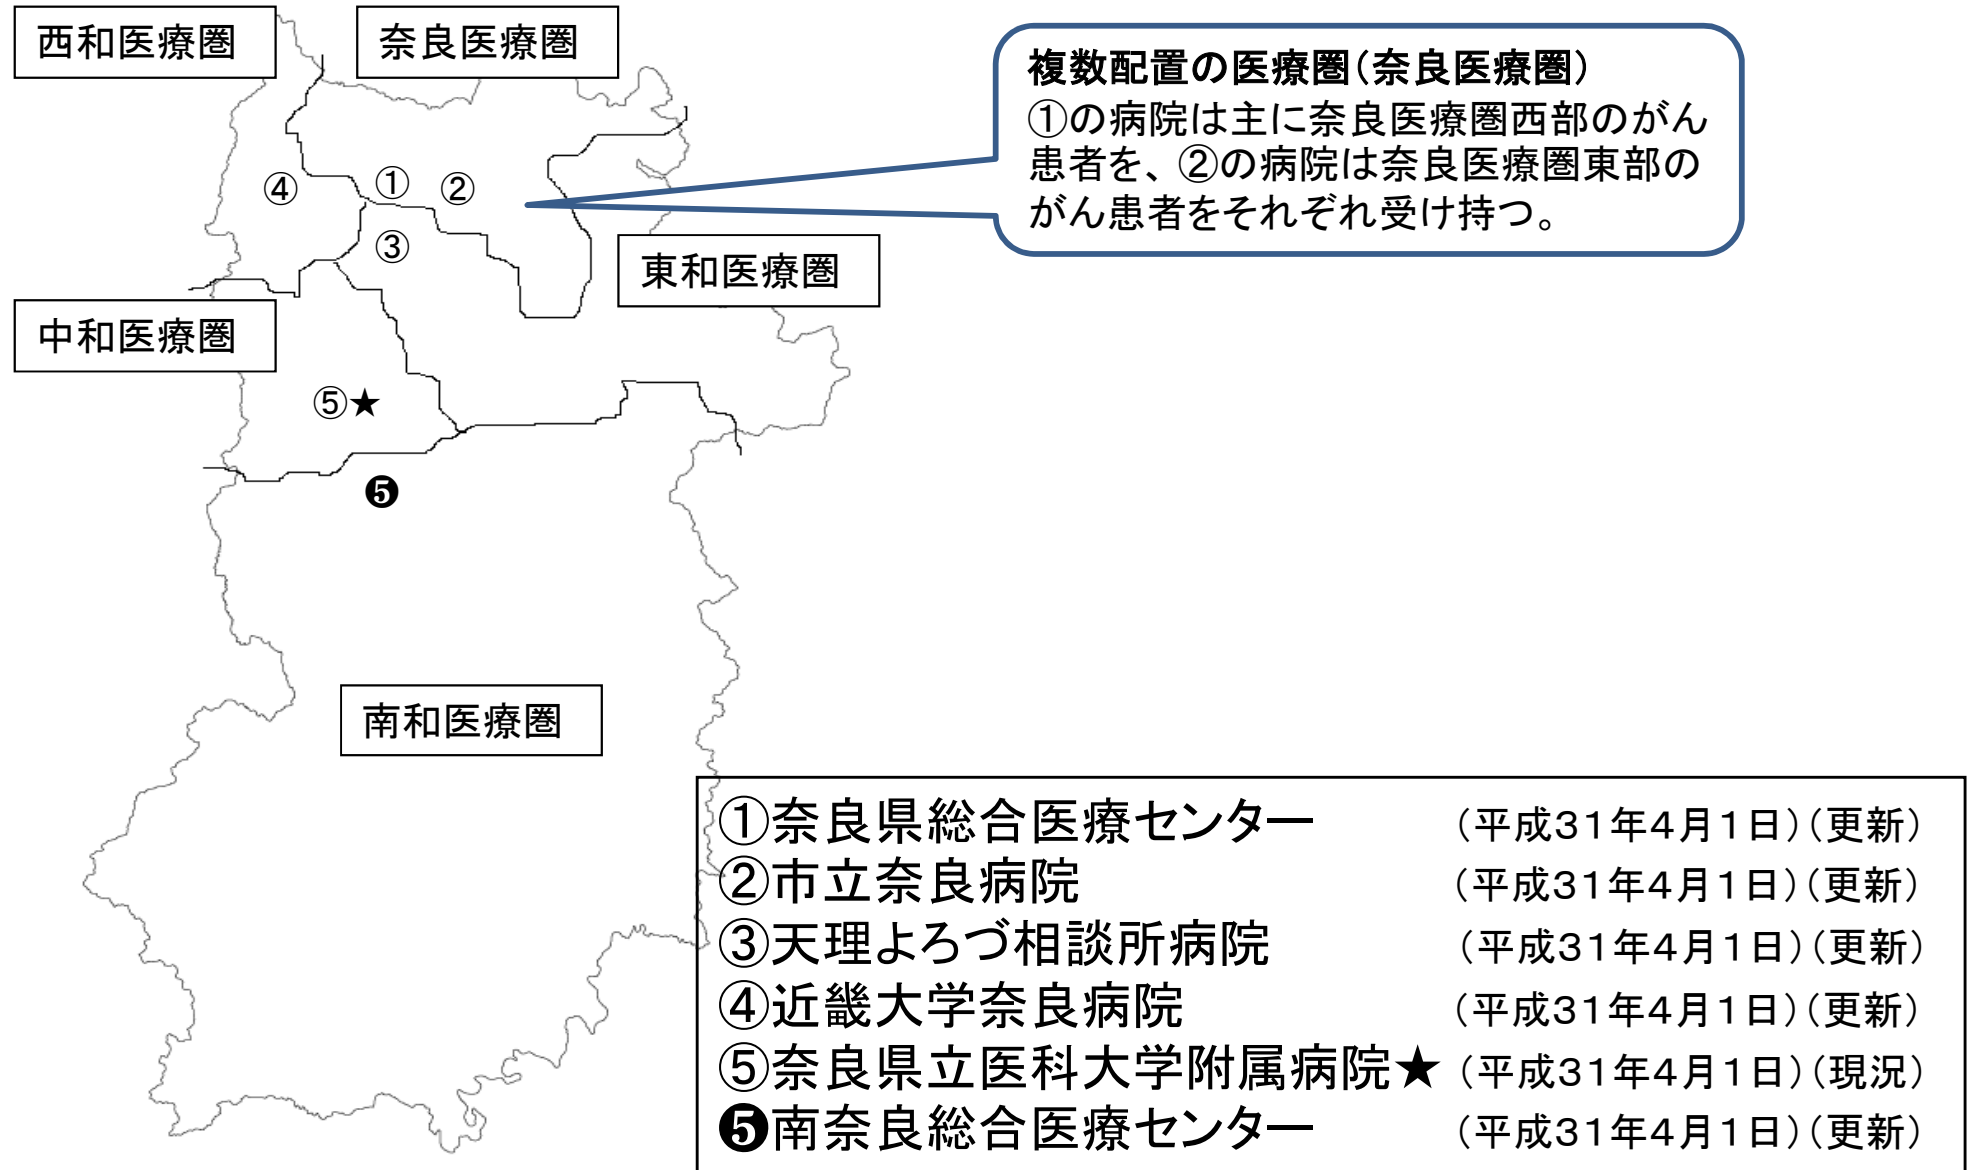 西和医療圏
奈良医療圏
複数配置の医療圏(奈良医療圏)
①の病院は主に奈良医療圏西部のがん
患者を、②の病院は奈良医療圏東部の
がん患者をそれぞれ受け持つ。
④
①
②
③
東和医療圏
中和医療圏
⑤★
❺
南和医療圏
①奈良県総合医療センター (平成31年4月1日)(更新)
②市立奈良病院 (平成31年4月1日)(更新)
③天理よろづ相談所病院 (平成31年4月1日)(更新)
④近畿大学奈良病院 (平成31年4月1日)(更新)
⑤奈良県立医科大学附属病院★ (平成31年4月1日)(現況)
❺南奈良総合医療センター (平成31年4月1日)(更新)